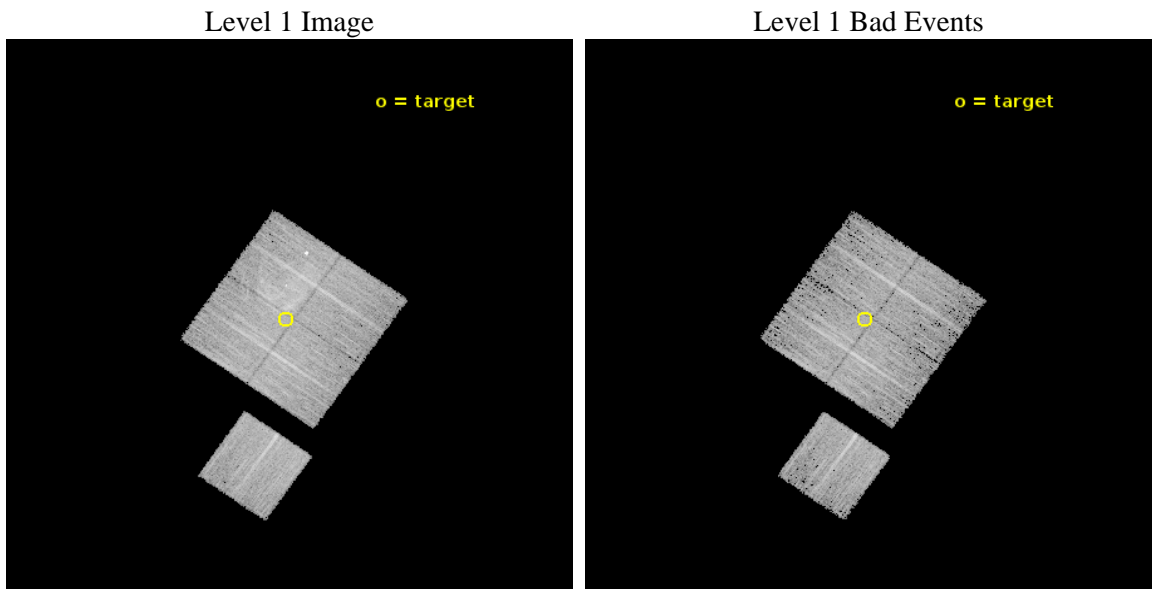 Level 1 Image
Level 1 Bad Events
o = target
o = target